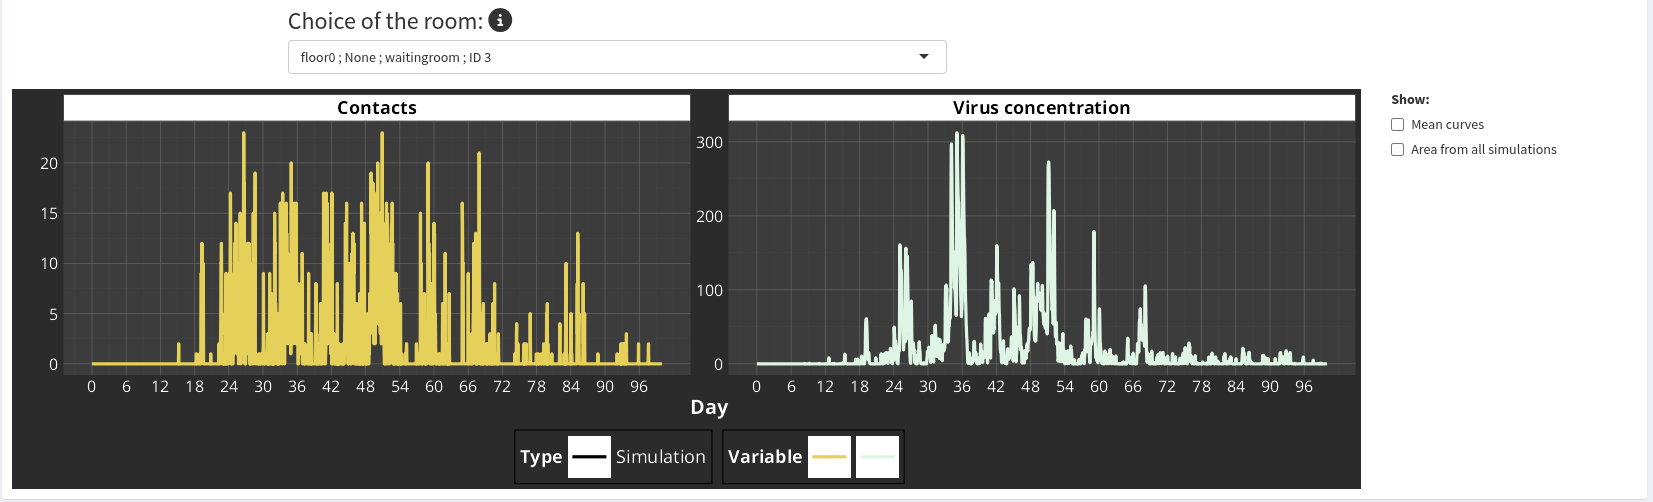 Choice of the room:
floor0 ; None ; waitingroom ; ID 3
Contacts
20
15
10
5
0
0 6 12 18 24 30 36 42 48 54 60 66 72 78 84 90 96
Virus concentration
300
200
100
0
0 6 12 18 24 30 36 42 48 54 60 66 72 78 84 90 96
Day
Type Simulation
Variable
Show:
Mean curves
Area from all simulations